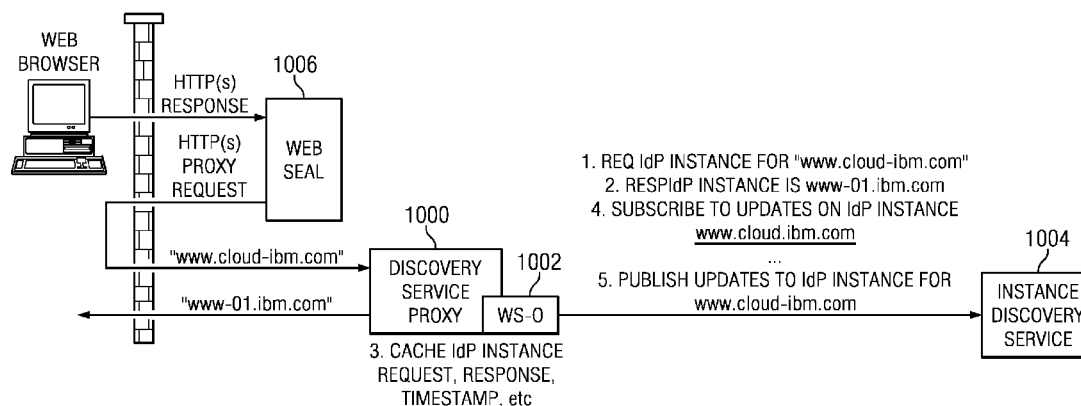 WEB
BROWSER
HTTP(s)
RESPONSE
HTTP(s)
PROXY
REQUEST
1006
WEB
SEAL
"www.cloud-ibm.com"
"www-01.ibm.com"
1000
DISCOVERY
SERVICE
PROXY
1002
WS-0
3. CACHE IdP INSTANCE
REQUEST, RESPONSE,
TIMESTAMP, etc
1. REQ IdP INSTANCE FOR "www.cloud-ibm.com"
2. RESPIdP INSTANCE IS www-01.ibm.com
4. SUBSCRIBE TO UPDATES ON IdP INSTANCE
www.cloud.ibm.com
...
5. PUBLISH UPDATES TO IdP INSTANCE FOR
www.cloud-ibm.com
1004
INSTANCE
DISCOVERY
SERVICE